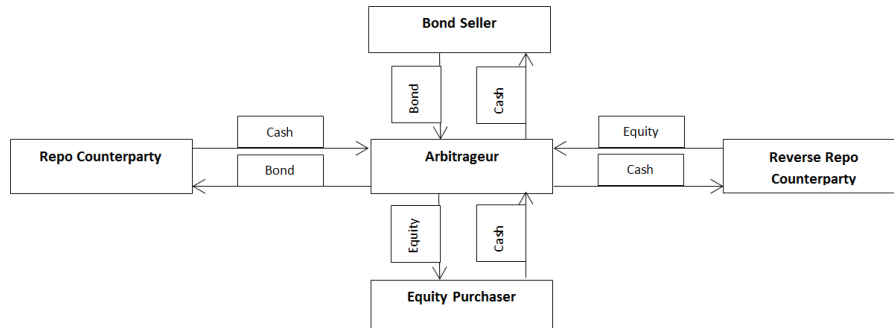 Bond Seller
Bond
Cash
Cash
Equity
Repo Counterparty
Arbitrageur
Reverse Repo
Counterparty
Bond
Cash
Equity
Cash
Equity Purchaser